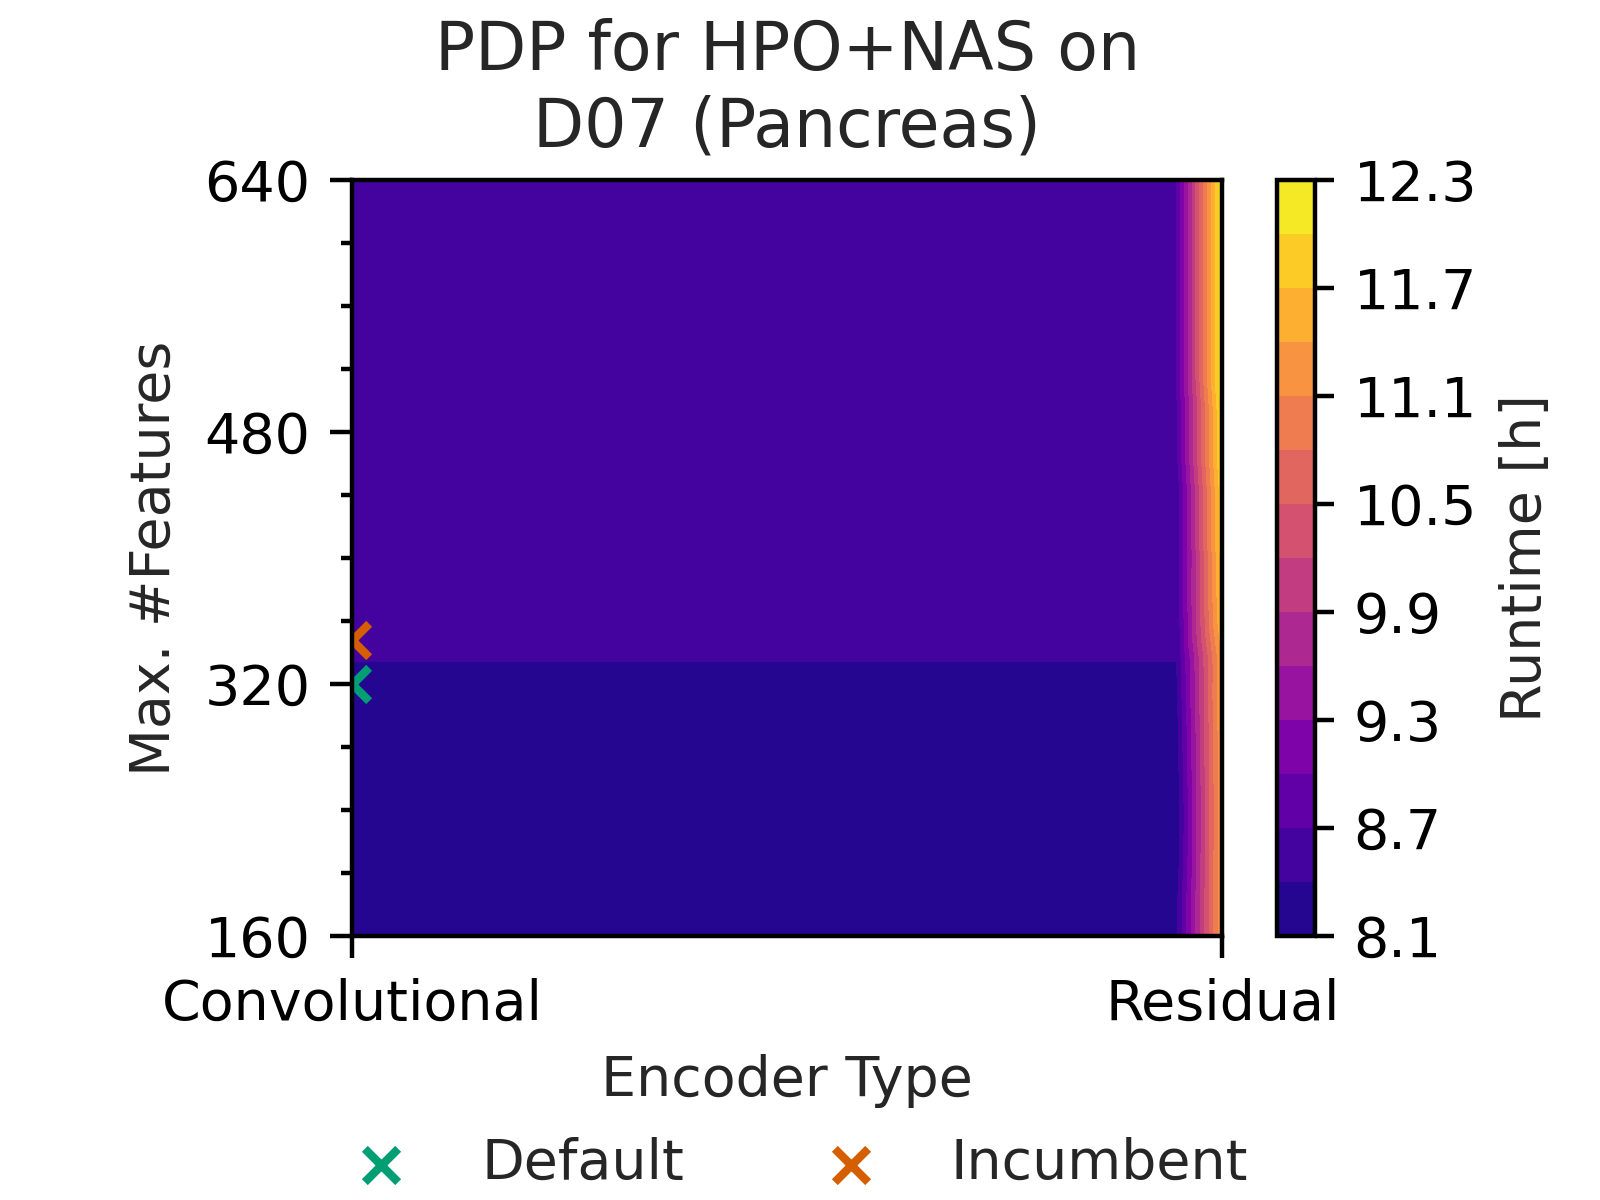 PDP for HPO+NAS on
D07 (Pancreas)
640
480
320
160
Max. #Features
Convolutional
Residual
Encoder Type
12.3
11.7
11.1
10.5
9.9
9.3
8.7
8.1
Runtime [h]
Default
Incumbent